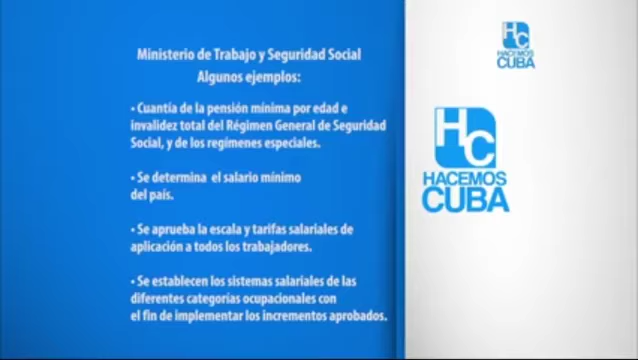 Ministerio de Trabajo y Seguridad Social
Algunos ejemplos:
• Cuantía de la pensión mínima por edad e
invalidez total del Régimen General de Seguridad
Social, y de los regímenes especiales.
• Se determina el salario mínimo
del país.
• Se aprueba la escala y tarifas salariales de
aplicación a todos los trabajadores.
• Se establecen los sistemas salariales de las
diferentes categorías ocupacionales con
el fin de implementar los incrementos aprobados.
HC
HACEMOS
CUBA
HC
HACEMOS
CUBA